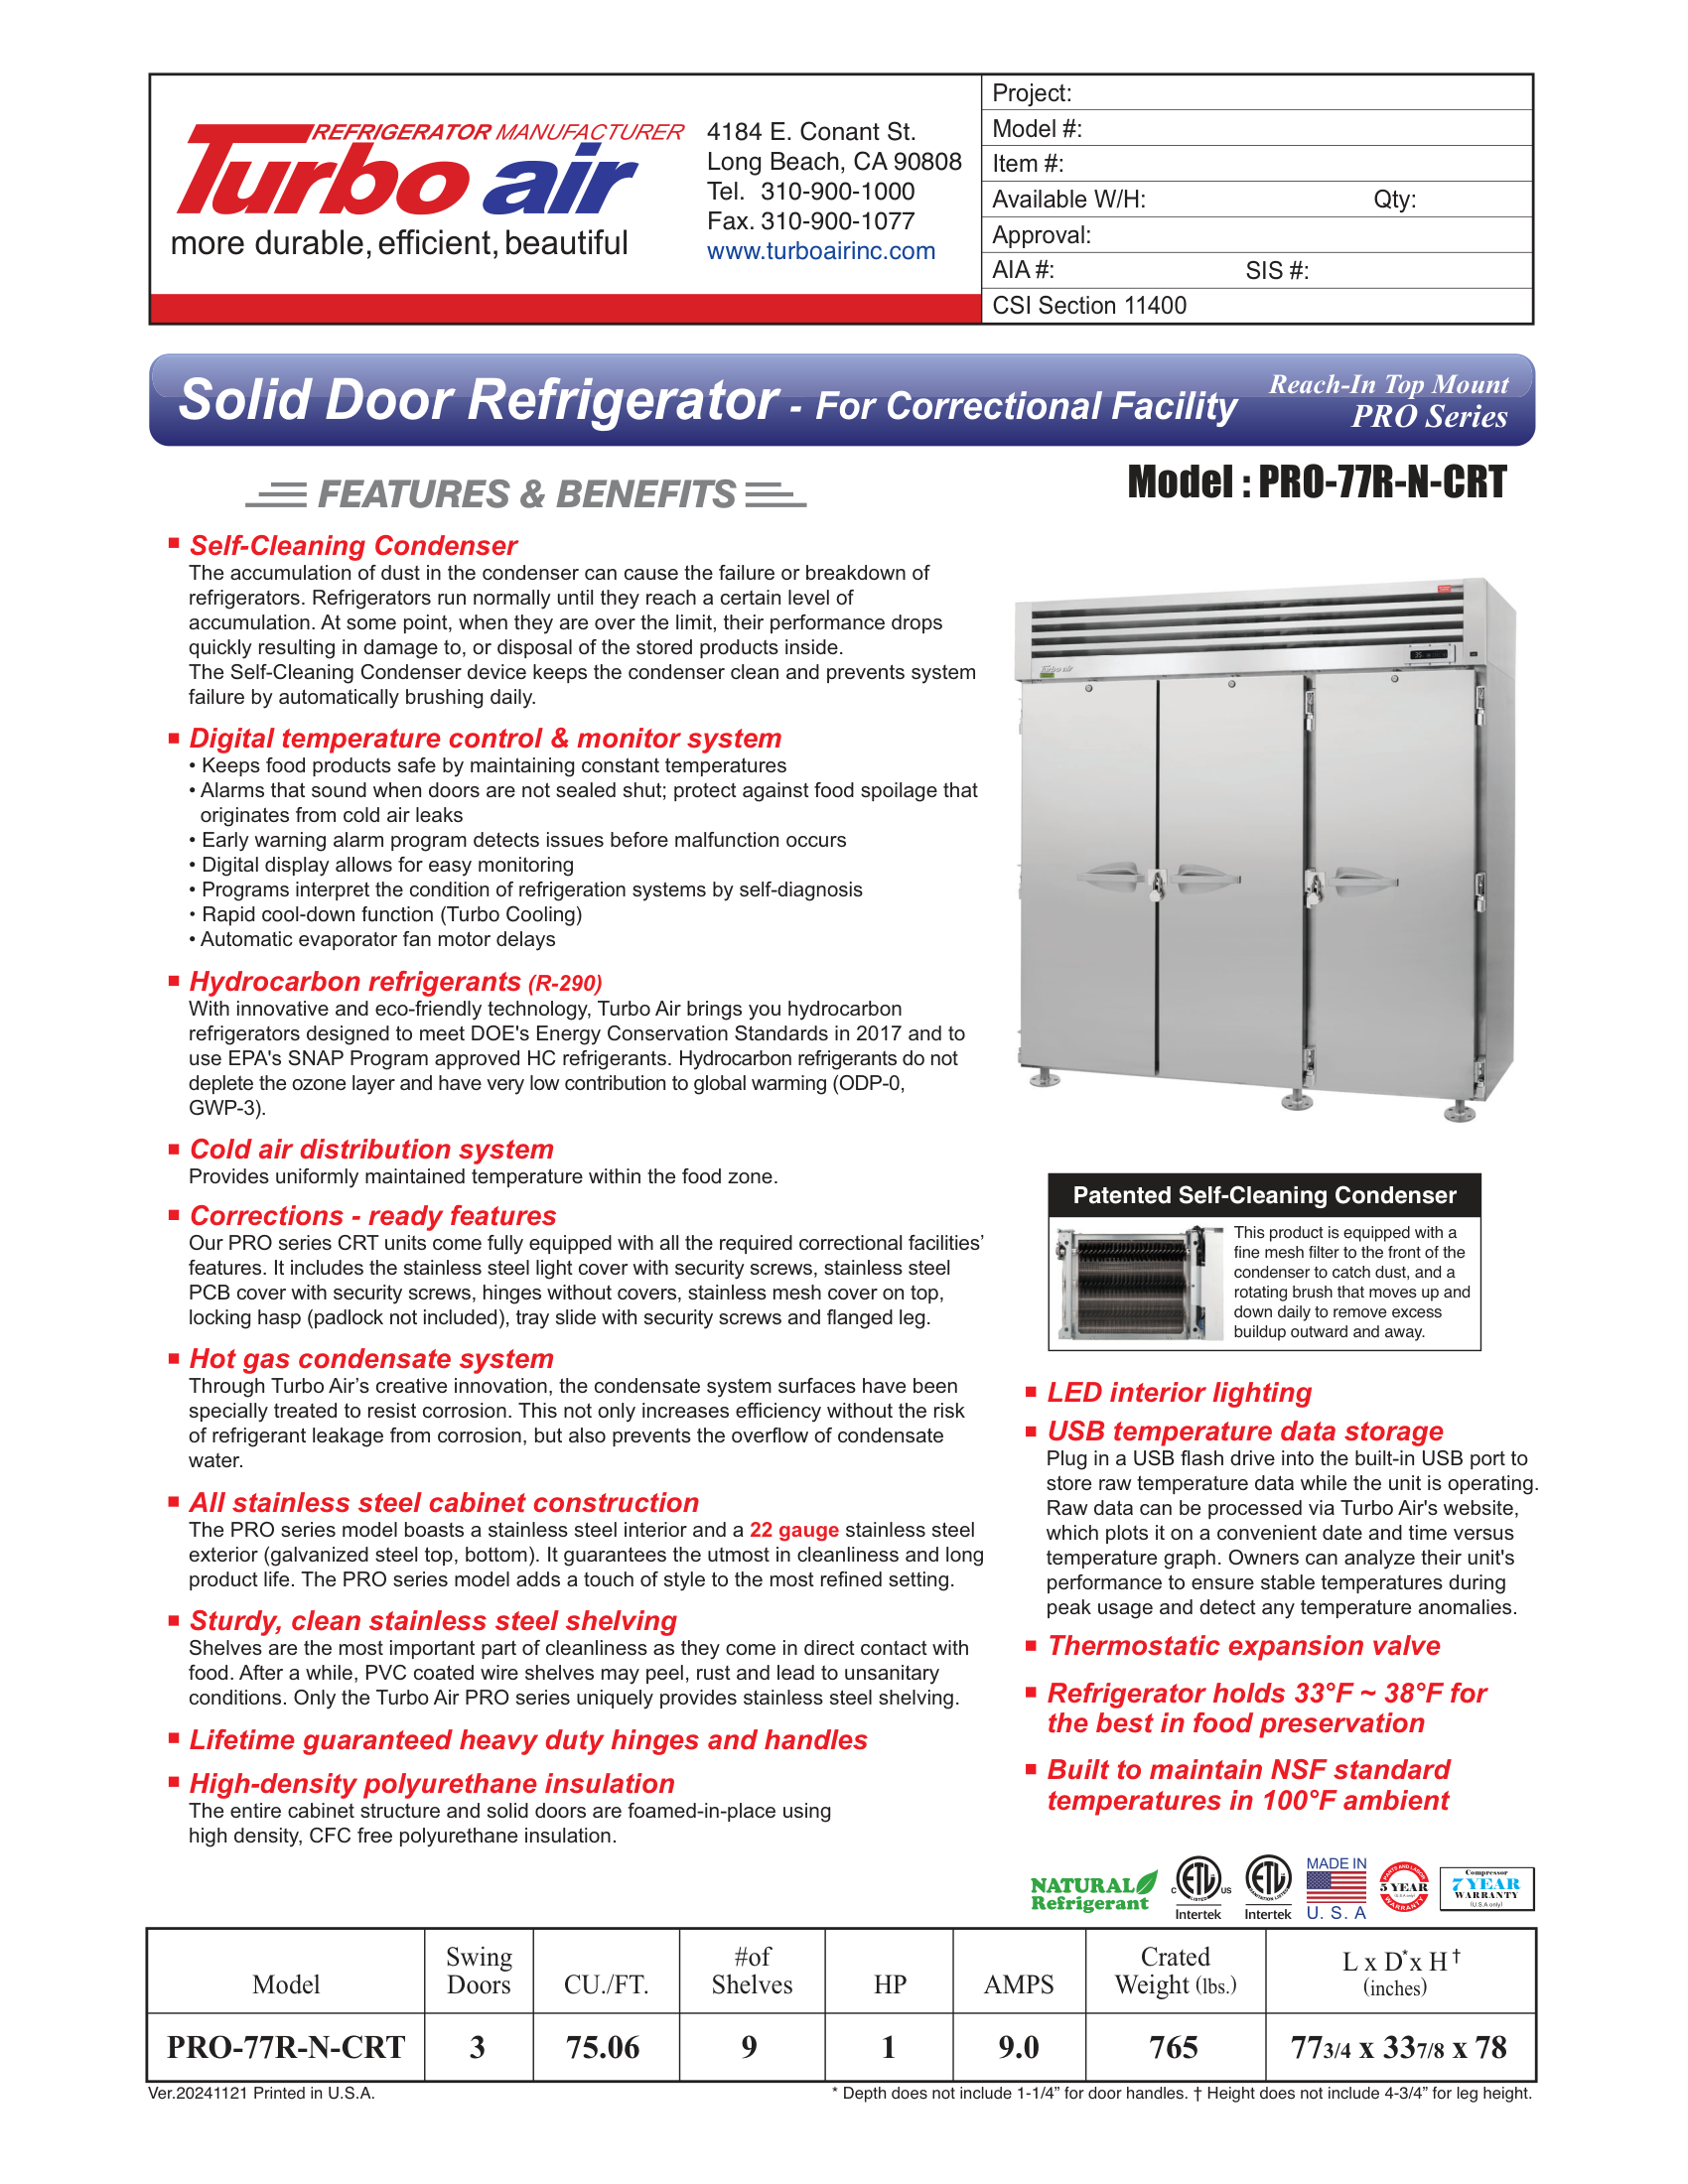 REFRIGERATOR MANUFACTURER
Turbo air
more durable, efficient, beautiful
4184 E. Conant St.
Long Beach, CA 90808
Tel. 310-900-1000
Fax. 310-900-1077
www.turboairinc.com
Project:
Model #:
Item #:
Available W/H: Qty:
Approval:
AIA #: SIS #:
CSI Section 11400
Solid Door Refrigerator - For Correctional Facility
Reach-In Top Mount
PRO Series
FEATURES & BENEFITS
Model : PRO-77R-N-CRT
Self-Cleaning Condenser
The accumulation of dust in the condenser can cause the failure or breakdown of
refrigerators. Refrigerators run normally until they reach a certain level of
accumulation. At some point, when they are over the limit, their performance drops
quickly resulting in damage to, or disposal of the stored products inside.
The Self-Cleaning Condenser device keeps the condenser clean and prevents system
failure by automatically brushing daily.
Digital temperature control & monitor system
• Keeps food products safe by maintaining constant temperatures
• Alarms that sound when doors are not sealed shut; protect against food spoilage that
originates from cold air leaks
• Early warning alarm program detects issues before malfunction occurs
• Digital display allows for easy monitoring
• Programs interpret the condition of refrigeration systems by self-diagnosis
• Rapid cool-down function (Turbo Cooling)
• Automatic evaporator fan motor delays
Hydrocarbon refrigerants (R-290)
With innovative and eco-friendly technology, Turbo Air brings you hydrocarbon
refrigerators designed to meet DOE's Energy Conservation Standards in 2017 and to
use EPA's SNAP Program approved HC refrigerants. Hydrocarbon refrigerants do not
deplete the ozone layer and have very low contribution to global warming (ODP-0,
GWP-3).
Cold air distribution system
Provides uniformly maintained temperature within the food zone.
Corrections - ready features
Our PRO series CRT units come fully equipped with all the required correctional facilities’
features. It includes the stainless steel light cover with security screws, stainless steel
PCB cover with security screws, hinges without covers, stainless mesh cover on top,
locking hasp (padlock not included), tray slide with security screws and flanged leg.
Hot gas condensate system
Through Turbo Air’s creative innovation, the condensate system surfaces have been
specially treated to resist corrosion. This not only increases efficiency without the risk
of refrigerant leakage from corrosion, but also prevents the overflow of condensate
water.
All stainless steel cabinet construction
The PRO series model boasts a stainless steel interior and a 22 gauge stainless steel
exterior (galvanized steel top, bottom). It guarantees the utmost in cleanliness and long
product life. The PRO series model adds a touch of style to the most refined setting.
Sturdy, clean stainless steel shelving
Shelves are the most important part of cleanliness as they come in direct contact with
food. After a while, PVC coated wire shelves may peel, rust and lead to unsanitary
conditions. Only the Turbo Air PRO series uniquely provides stainless steel shelving.
Lifetime guaranteed heavy duty hinges and handles
High-density polyurethane insulation
The entire cabinet structure and solid doors are foamed-in-place using
high density, CFC free polyurethane insulation.
Turbo air
35
Patented Self-Cleaning Condenser
This product is equipped with a
fine mesh filter to the front of the
condenser to catch dust, and a
rotating brush that moves up and
down daily to remove excess
buildup outward and away.
LED interior lighting
USB temperature data storage
Plug in a USB flash drive into the built-in USB port to
store raw temperature data while the unit is operating.
Raw data can be processed via Turbo Air's website,
which plots it on a convenient date and time versus
temperature graph. Owners can analyze their unit's
performance to ensure stable temperatures during
peak usage and detect any temperature anomalies.
Thermostatic expansion valve
Refrigerator holds 33°F ~ 38°F for
the best in food preservation
Built to maintain NSF standard
temperatures in 100°F ambient
NATURAL
Refrigerant
C ETL US
LISTED
Intertek
ETL
SANITATION LISTED
Intertek
MADE IN
U. S. A
PARTS AND LABOR
5 YEAR
(U.S.A only)
WARRANTY
Compressor
7 YEAR
WARRANTY
(U.S.A only)
Model Swing Doors CU./FT. #of Shelves HP AMPS Crated Weight (lbs.) L x D* x H† (inches)
PRO-77R-N-CRT 3 75.06 9 1 9.0 765 773/4 x 337/8 x 78
Ver.20241121 Printed in U.S.A.
* Depth does not include 1-1/4” for door handles. † Height does not include 4-3/4” for leg height.